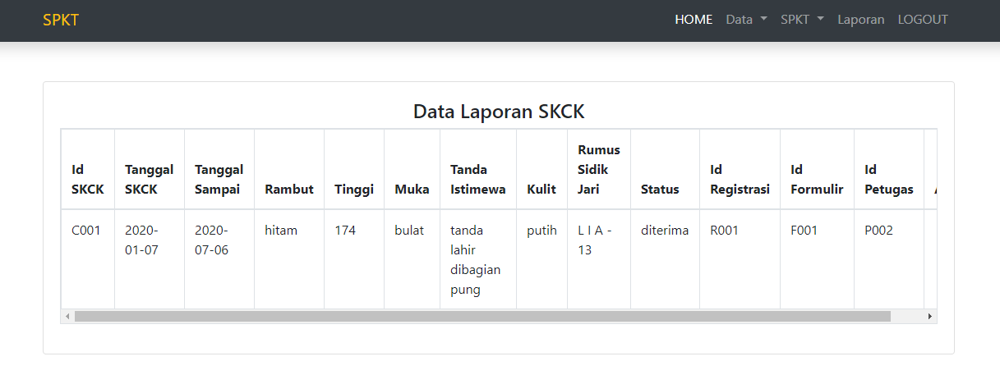 SPKT HOME Data SPKT Laporan LOGOUT
Data Laporan SKCK
Id SKCK Tanggal SKCK Tanggal Sampai Rambut Tinggi Muka Tanda Istimewa Kulit Rumus Sidik Jari Status Id Registrasi Id Formulir Id Petugas
C001 2020-01-07 2020-07-06 hitam 174 bulat tanda lahir dibagian pung putih L I A - 13 diterima R001 F001 P002